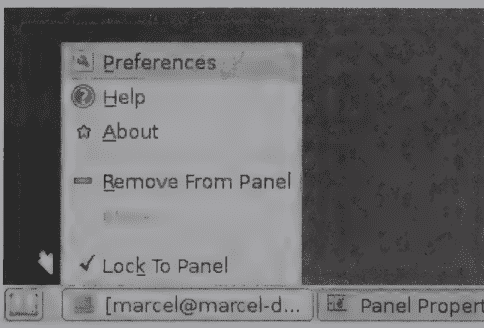 Preferences
Help
About
Remove From Panel
Lock To Panel
[marcel@marcel-d...
Panel Propert